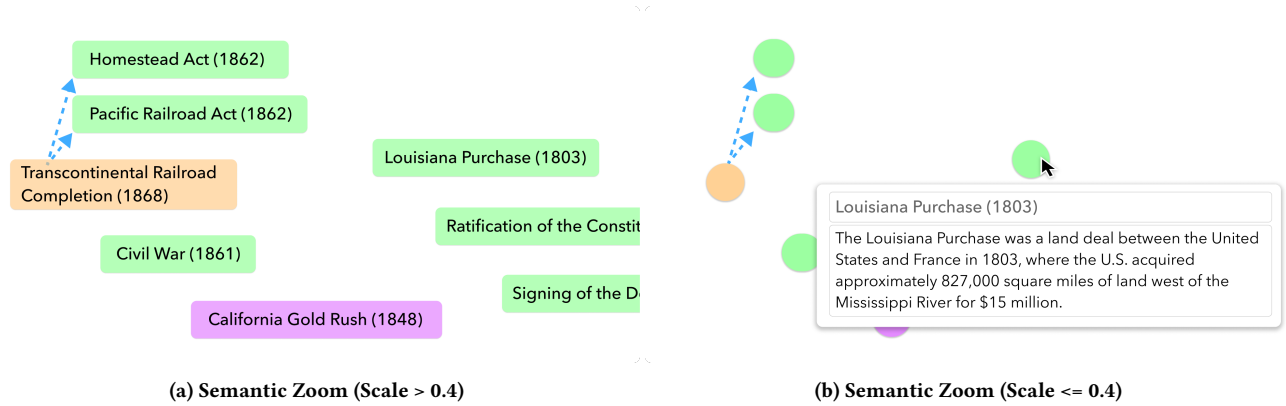 Homestead Act (1862)
Pacific Railroad Act (1862)
Louisiana Purchase (1803)
Transcontinental Railroad
Completion (1868)
Ratification of the Constit
Civil War (1861)
Signing of the D
California Gold Rush (1848)
Louisiana Purchase (1803)
The Louisiana Purchase was a land deal between the United
States and France in 1803, where the U.S. acquired
approximately 827,000 square miles of land west of the
Mississippi River for $15 million.
(a) Semantic Zoom (Scale > 0.4)
(b) Semantic Zoom (Scale <= 0.4)